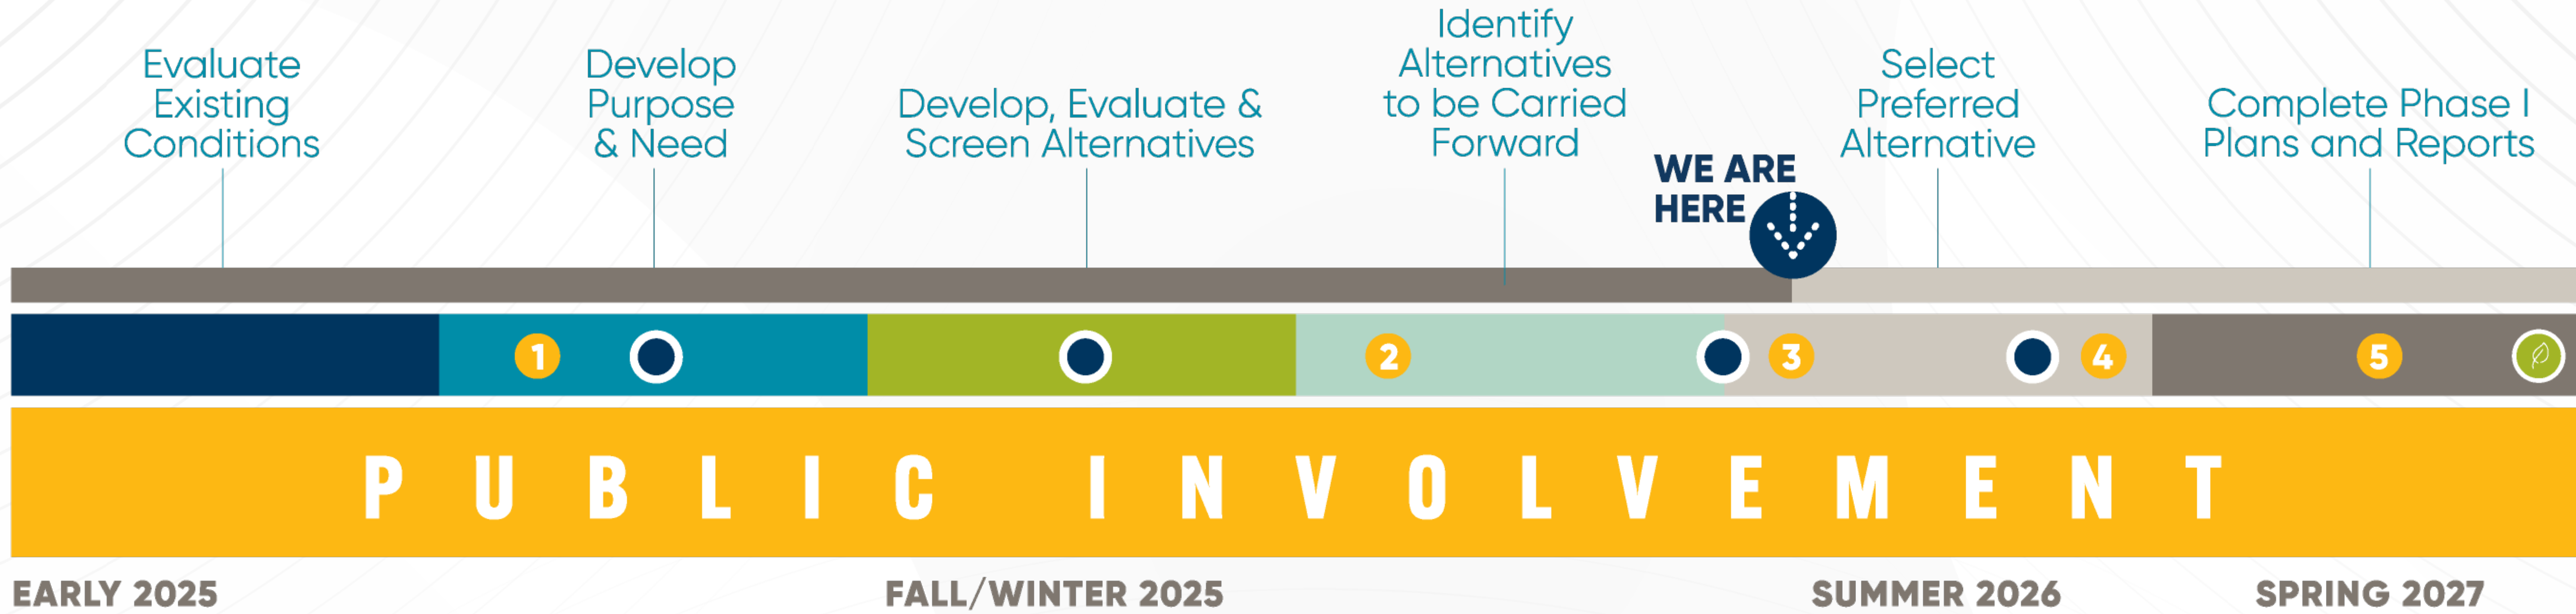 Evaluate
Existing
Conditions
Develop
Purpose
& Need
Develop, Evaluate &
Screen Alternatives
Identify
Alternatives
to be Carried
Forward
WE ARE
HERE
Select
Preferred
Alternative
Complete Phase I
Plans and Reports
1
2
3
4
5
PUBLIC INVOLVEMENT
EARLY 2025
FALL/WINTER 2025
SUMMER 2026
SPRING 2027